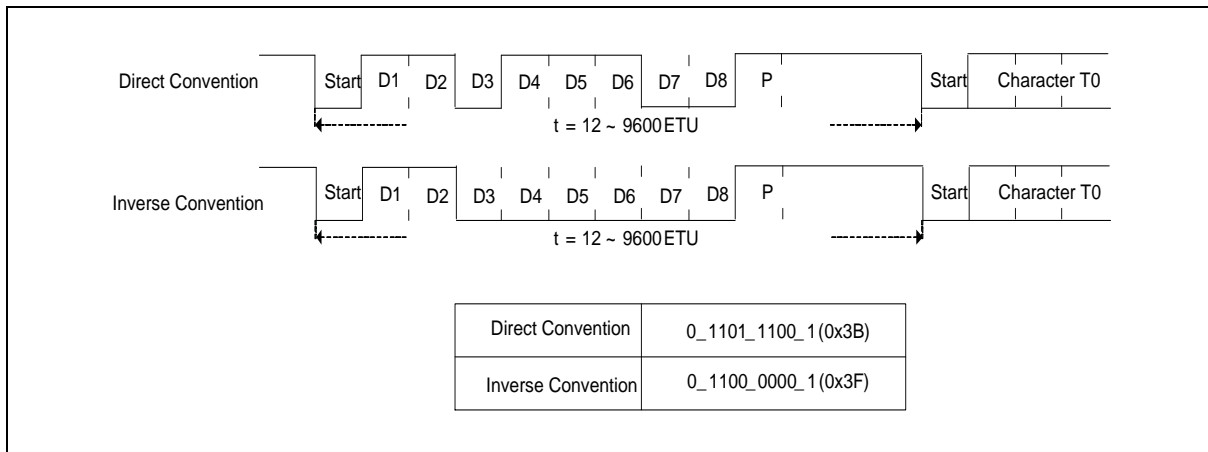 Direct Convention Start D1 D2 D3 D4 D5 D6 D7 D8 P Start Character T0
t = 12 ~ 9600 ETU
Inverse Convention Start D1 D2 D3 D4 D5 D6 D7 D8 P Start Character T0
t = 12 ~ 9600 ETU
Direct Convention 0_1101_1100_1 (0x3B)
Inverse Convention 0_1100_0000_1 (0x3F)